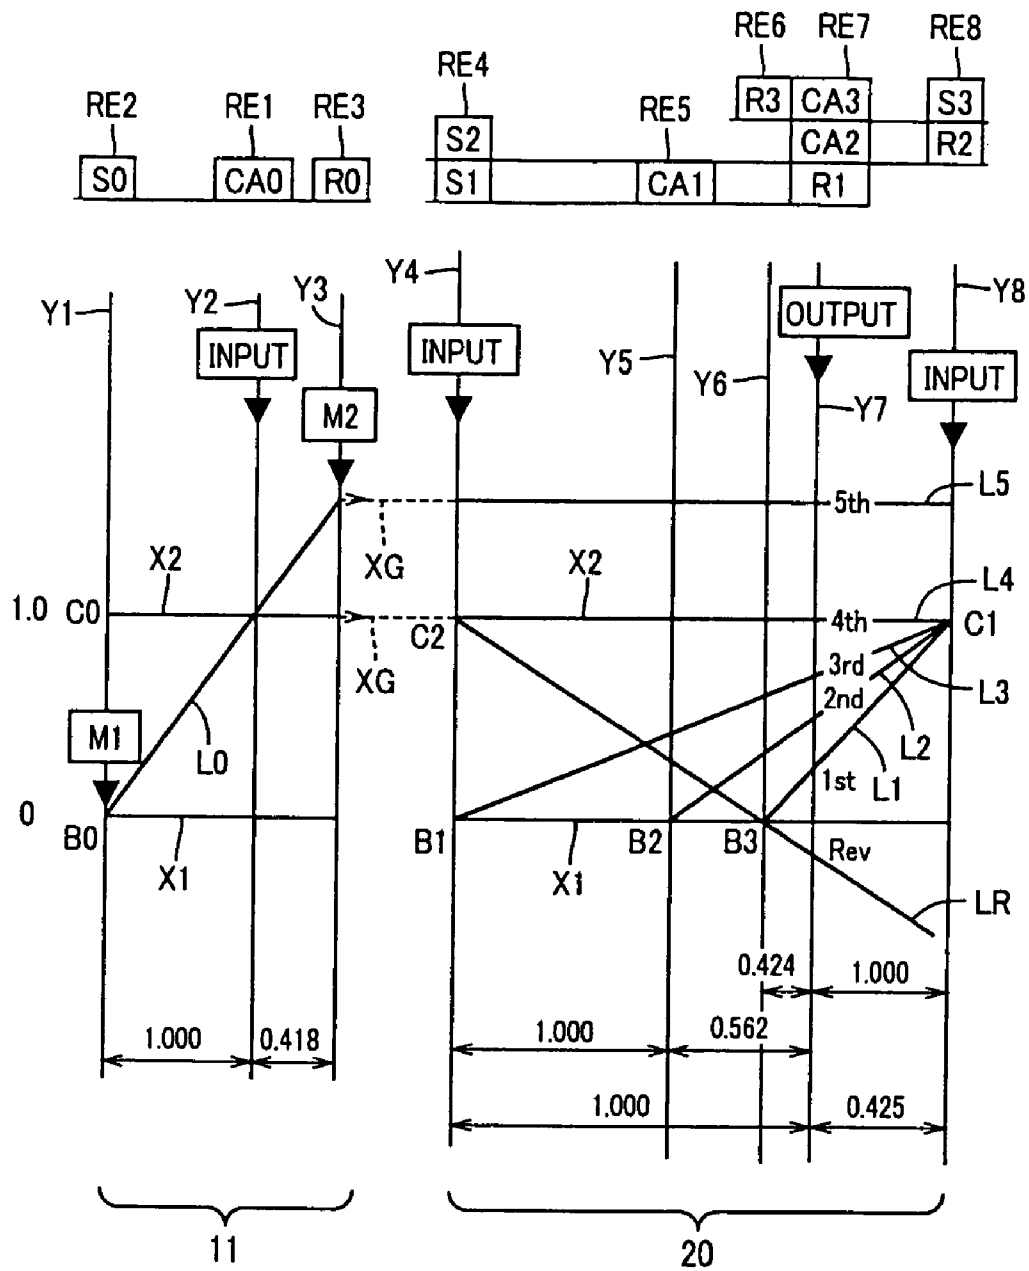 RE6 RE7 RE8
RE4
RE2 RE1 RE3 RE5
R3 CA3 S3
S2 CA2 R2
S0 CA0 R0 S1 CA1 R1
Y1 Y2 Y3 Y4 Y5 Y6 Y7 Y8
INPUT INPUT OUTPUT INPUT
M2
5th L5
XG
X2 X2 L4
1.0 C0 C2 4th C1
XG 3rd L3
2nd
M1 L0 L2
1st L1
0 B0 B1 B2 B3
X1 X1 Rev
LR
0.424 1.000
1.000 0.418 1.000 0.562
1.000 0.425
11 20